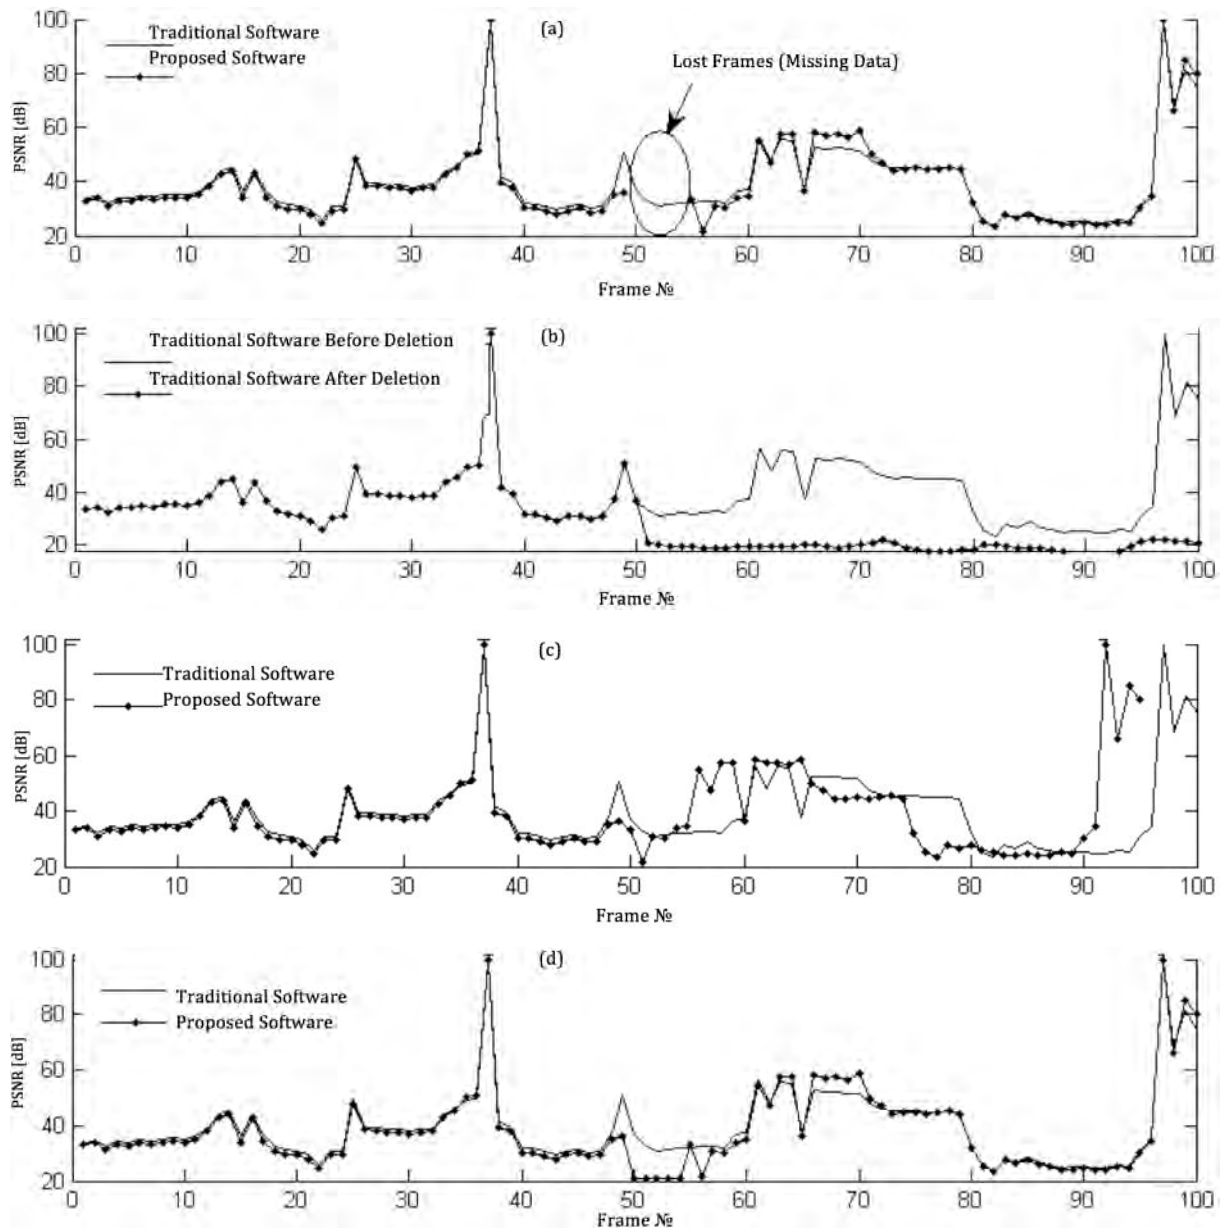 100
(a)
Traditional Software
Proposed Software
Lost Frames (Missing Data)
80
60
40
20
PSNR [dB]
0 10 20 30 40 50 60 70 80 90 100
Frame №
100
(b)
Traditional Software Before Deletion
Traditional Software After Deletion
80
60
40
20
PSNR [dB]
0 10 20 30 40 50 60 70 80 90 100
Frame №
100
(c)
Traditional Software
Proposed Software
80
60
40
20
PSNR [dB]
0 10 20 30 40 50 60 70 80 90 100
Frame №
100
(d)
Traditional Software
Proposed Software
80
60
40
20
PSNR [dB]
0 10 20 30 40 50 60 70 80 90 100
Frame №